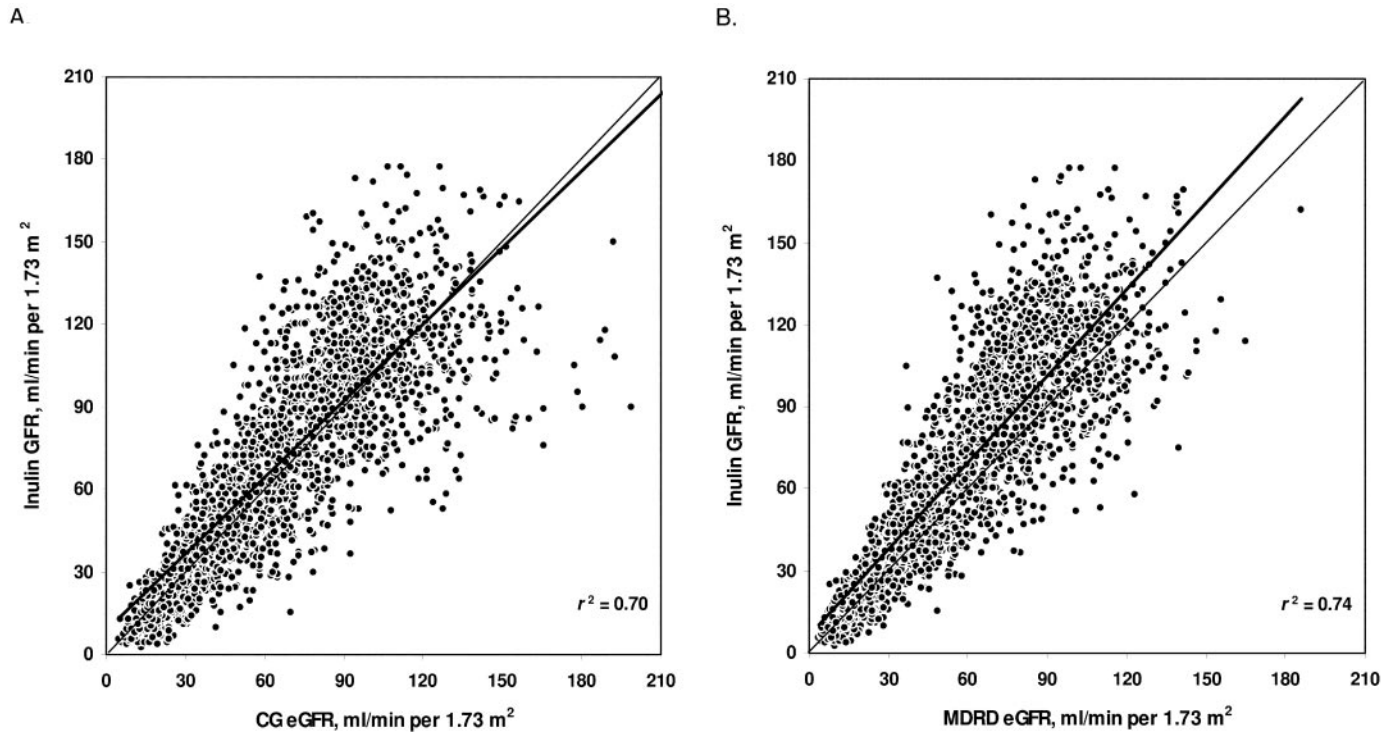 A
B.
210
180
150
120
90
60
30
0
Inulin GFR, ml/min per 1.73 m²
r² = 0.70
0 30 60 90 120 150 180 210
CG eGFR, ml/min per 1.73 m²
210
180
150
120
90
60
30
0
Inulin GFR, ml/min per 1.73 m²
r² = 0.74
0 30 60 90 120 150 180 210
MDRD eGFR, ml/min per 1.73 m²